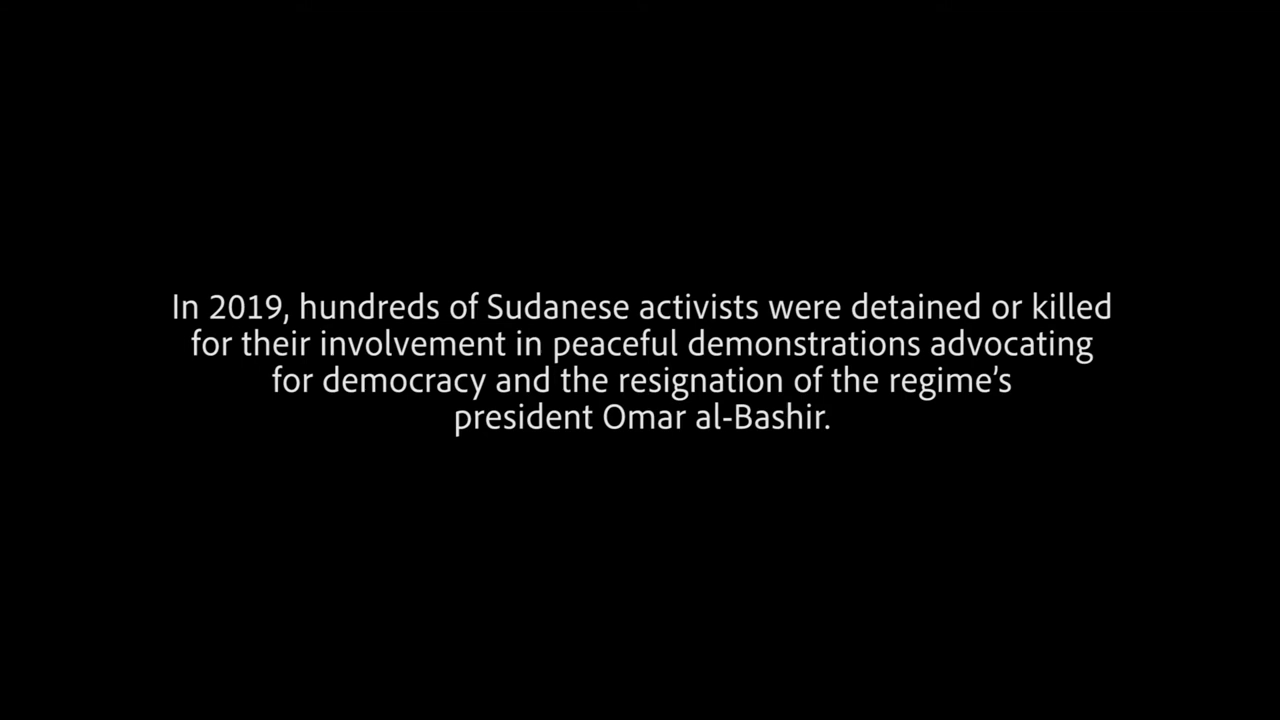 In 2019, hundreds of Sudanese activists were detained or killed
for their involvement in peaceful demonstrations advocating
for democracy and the resignation of the regime’s
president Omar al-Bashir.